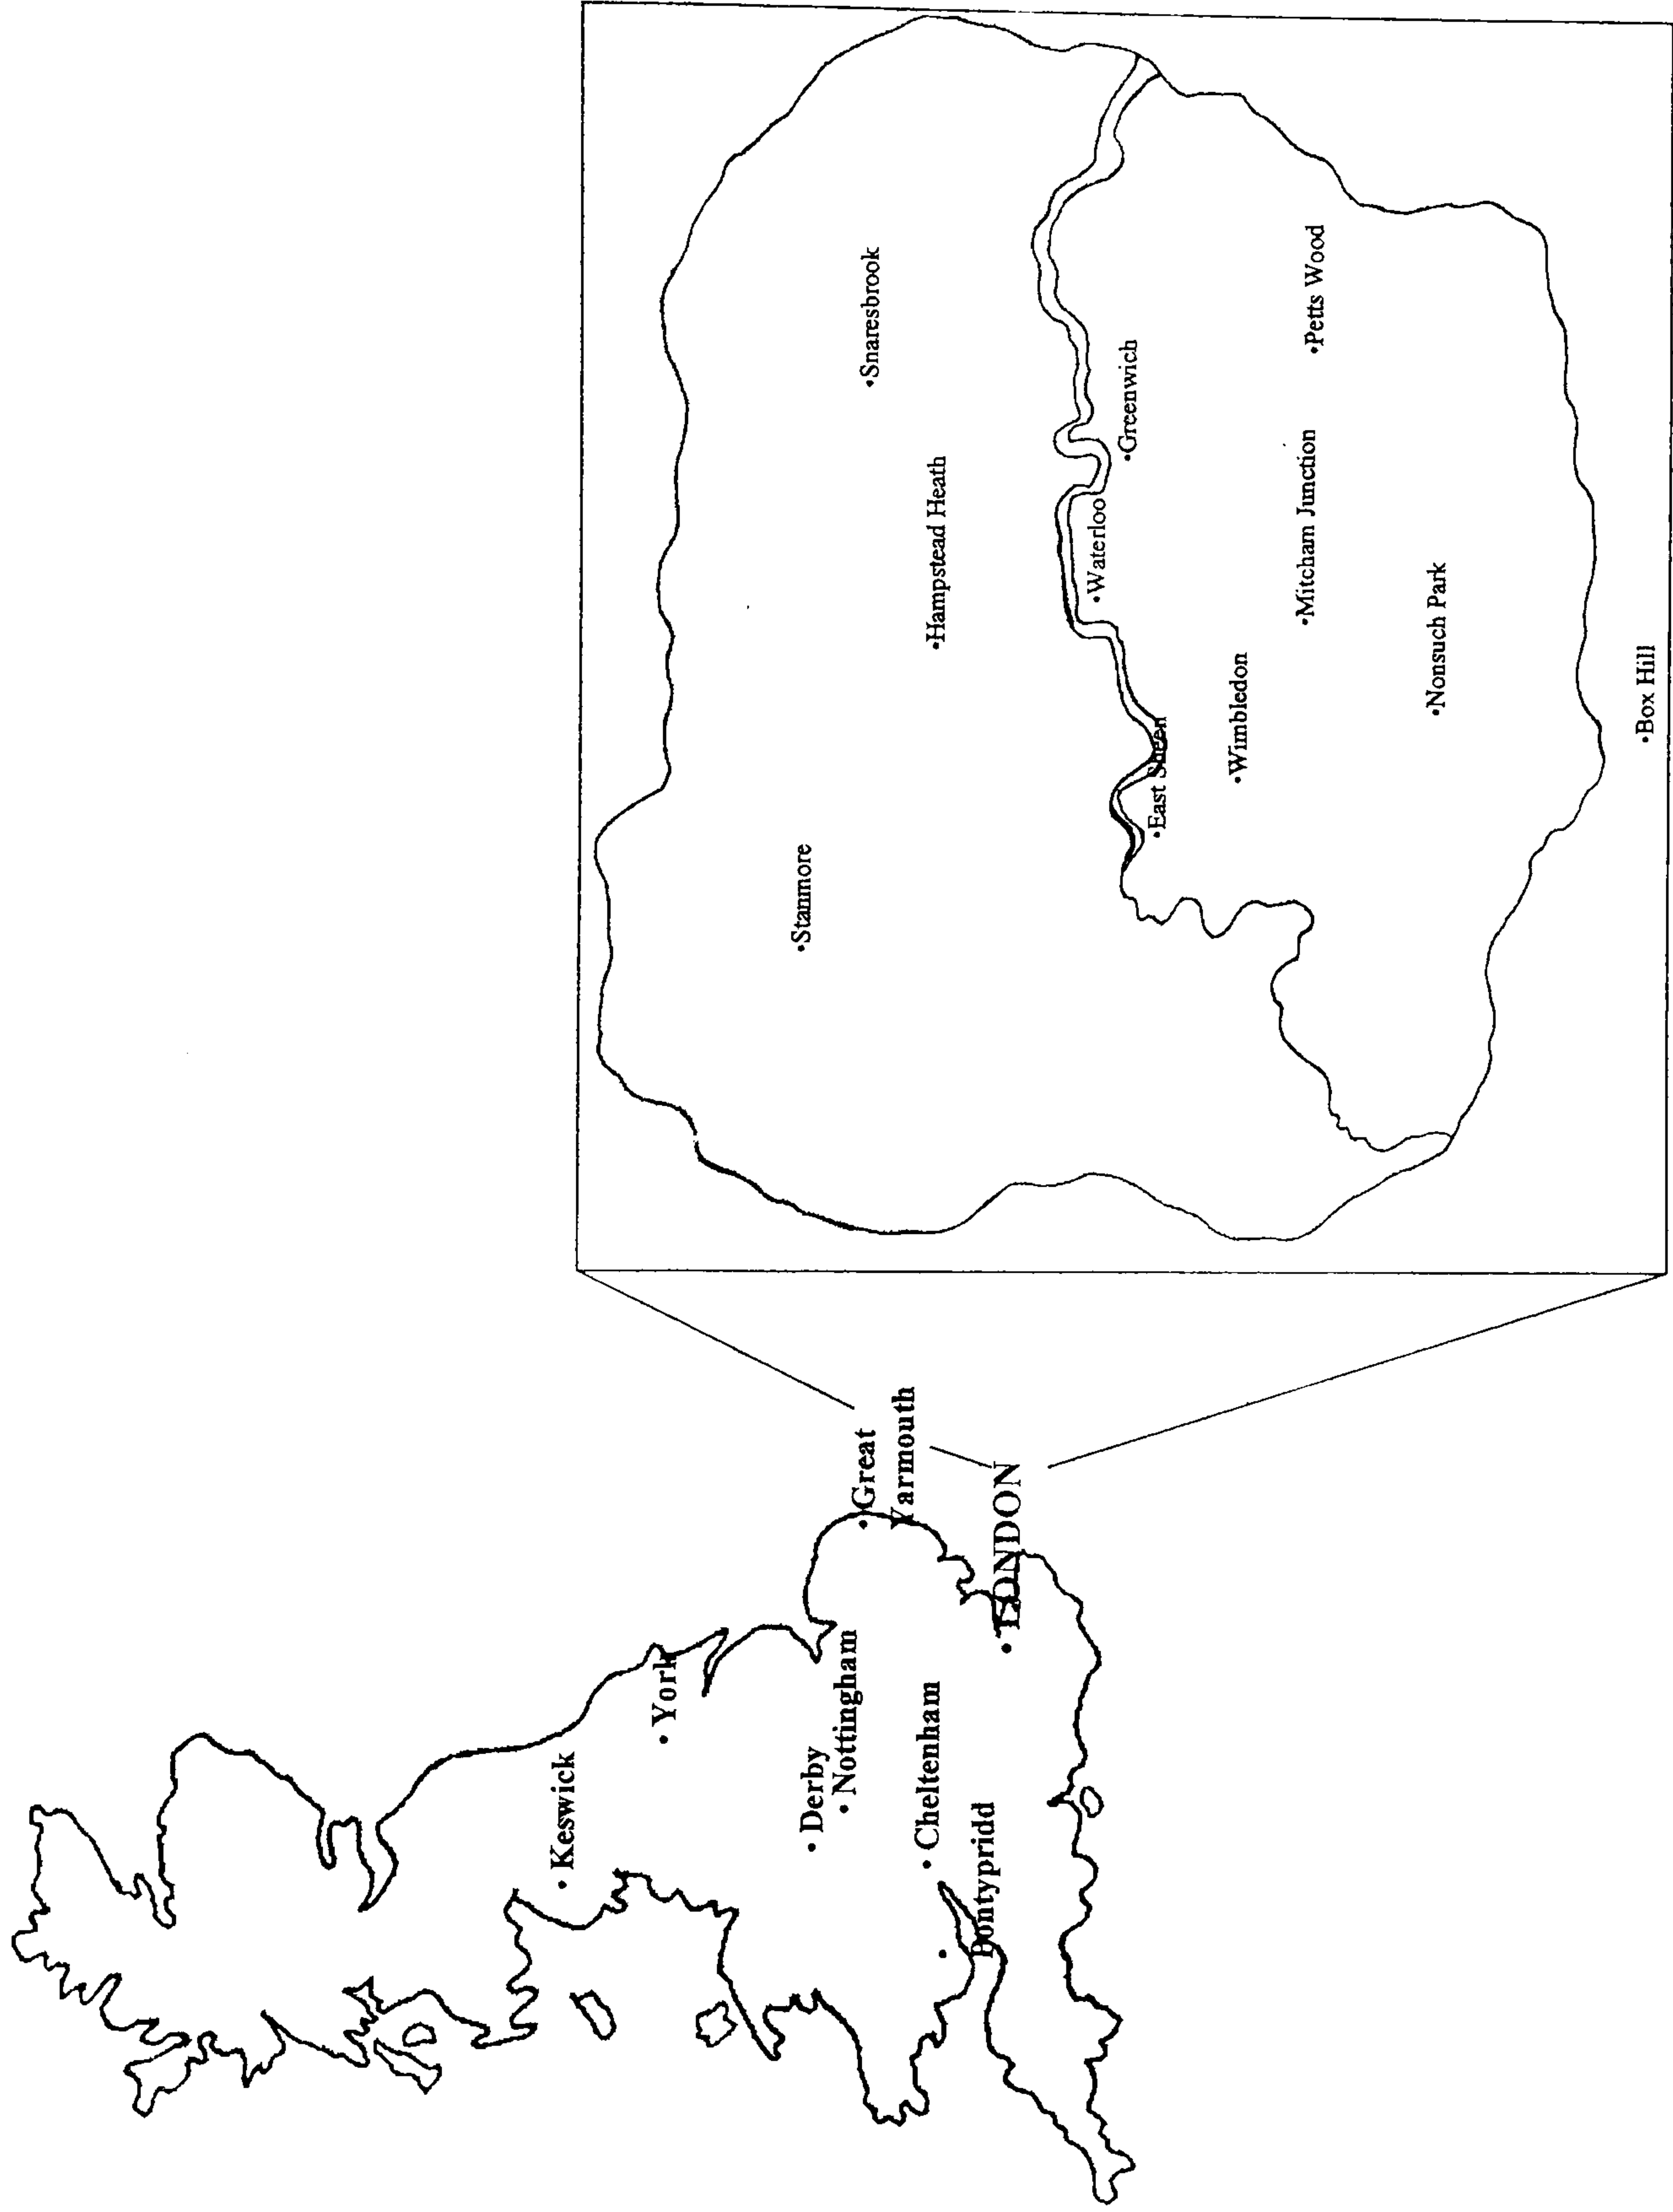 Keswick
York
Derby
Nottingham
Great
Yarmouth
Cheltenham
Pontypridd
LONDON
Stanmore
Snaresbrook
Hampstead Heath
Waterloo
Greenwich
East Sheen
Wimbledon
Mitcham Junction
Petts Wood
Nonsuch Park
Box Hill